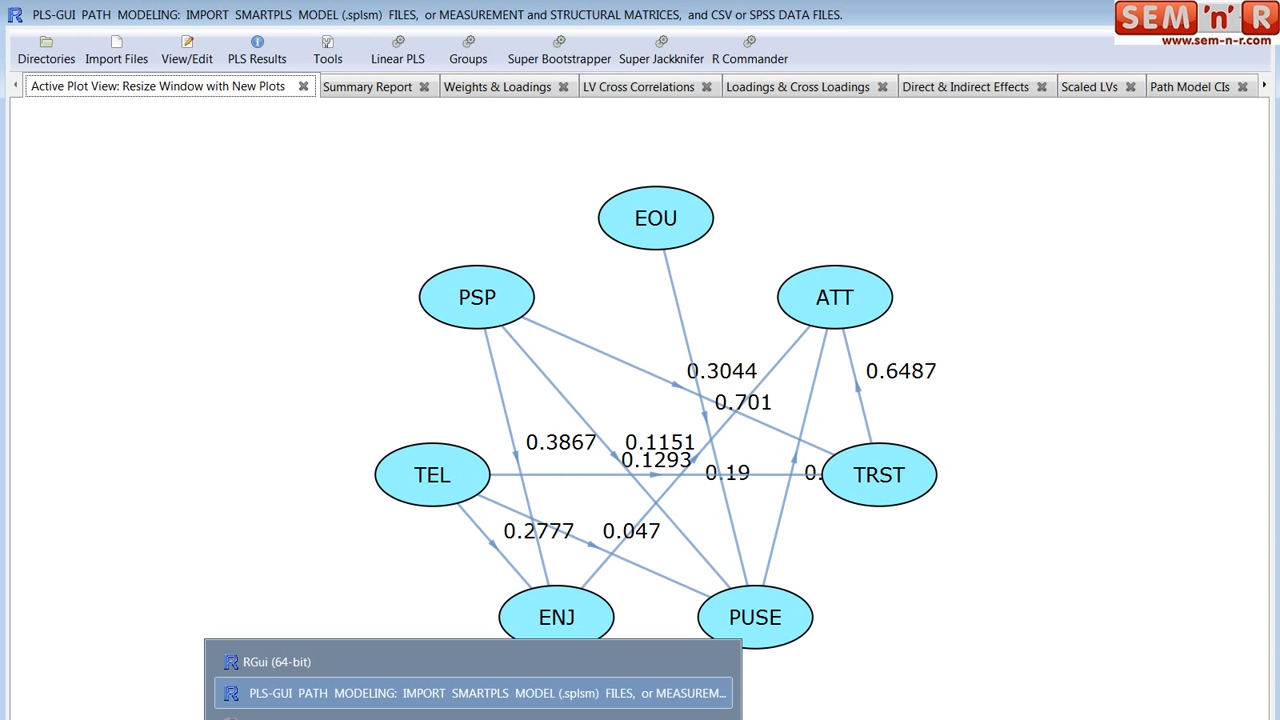 PLS-GUI PATH MODELING: IMPORT SMARTPLS MODEL (.splsm) FILES, or MEASUREMENT and STRUCTURAL MATRICES, and CSV or SPSS DATA FILES.
SEM 'n' R
www.sem-n-r.com
Directories Import Files View/Edit PLS Results Tools Linear PLS Groups Super Bootstrapper Super Jackknifer R Commander
Active Plot View: Resize Window with New Plots Summary Report Weights & Loadings LV Cross Correlations Loadings & Cross Loadings Direct & Indirect Effects Scaled LVs Path Model CIs
EOU
PSP ATT
0.3044 0.6487
0.701
0.3867 0.1151
0.1293
TEL 0.19 0. TRST
0.2777 0.047
ENJ PUSE
RGui (64-bit)
PLS-GUI PATH MODELING: IMPORT SMARTPLS MODEL (.splsm) FILES, or MEASUREM...